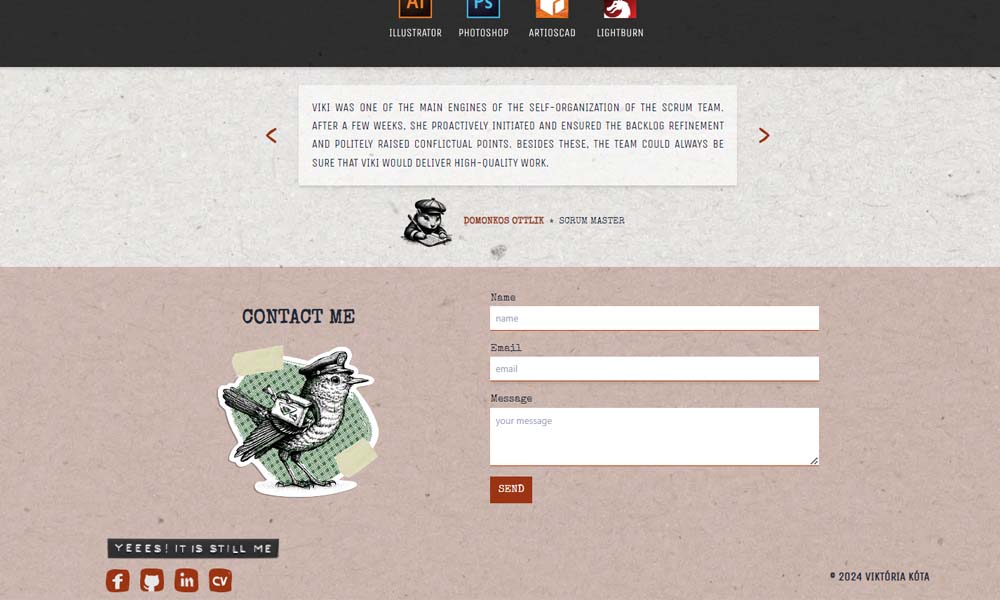 Ai
Ps
ILLUSTRATOR PHOTOSHOP ARTIOSCAD LIGHTBURN
VIKI WAS ONE OF THE MAIN ENGINES OF THE SELF-ORGANIZATION OF THE SCRUM TEAM.
AFTER A FEW WEEKS, SHE PROACTIVELY INITIATED AND ENSURED THE BACKLOG REFINEMENT
AND POLITELY RAISED CONFLICTUAL POINTS. BESIDES THESE, THE TEAM COULD ALWAYS BE
SURE THAT VIKI WOULD DELIVER HIGH-QUALITY WORK.
DOMONKOS OTTLIK * SCRUM MASTER
CONTACT ME
Name
name
Email
email
Message
your message
SEND
YEEES! IT IS STILL ME
f in CV
© 2024 VIKTÓRIA KÓTA